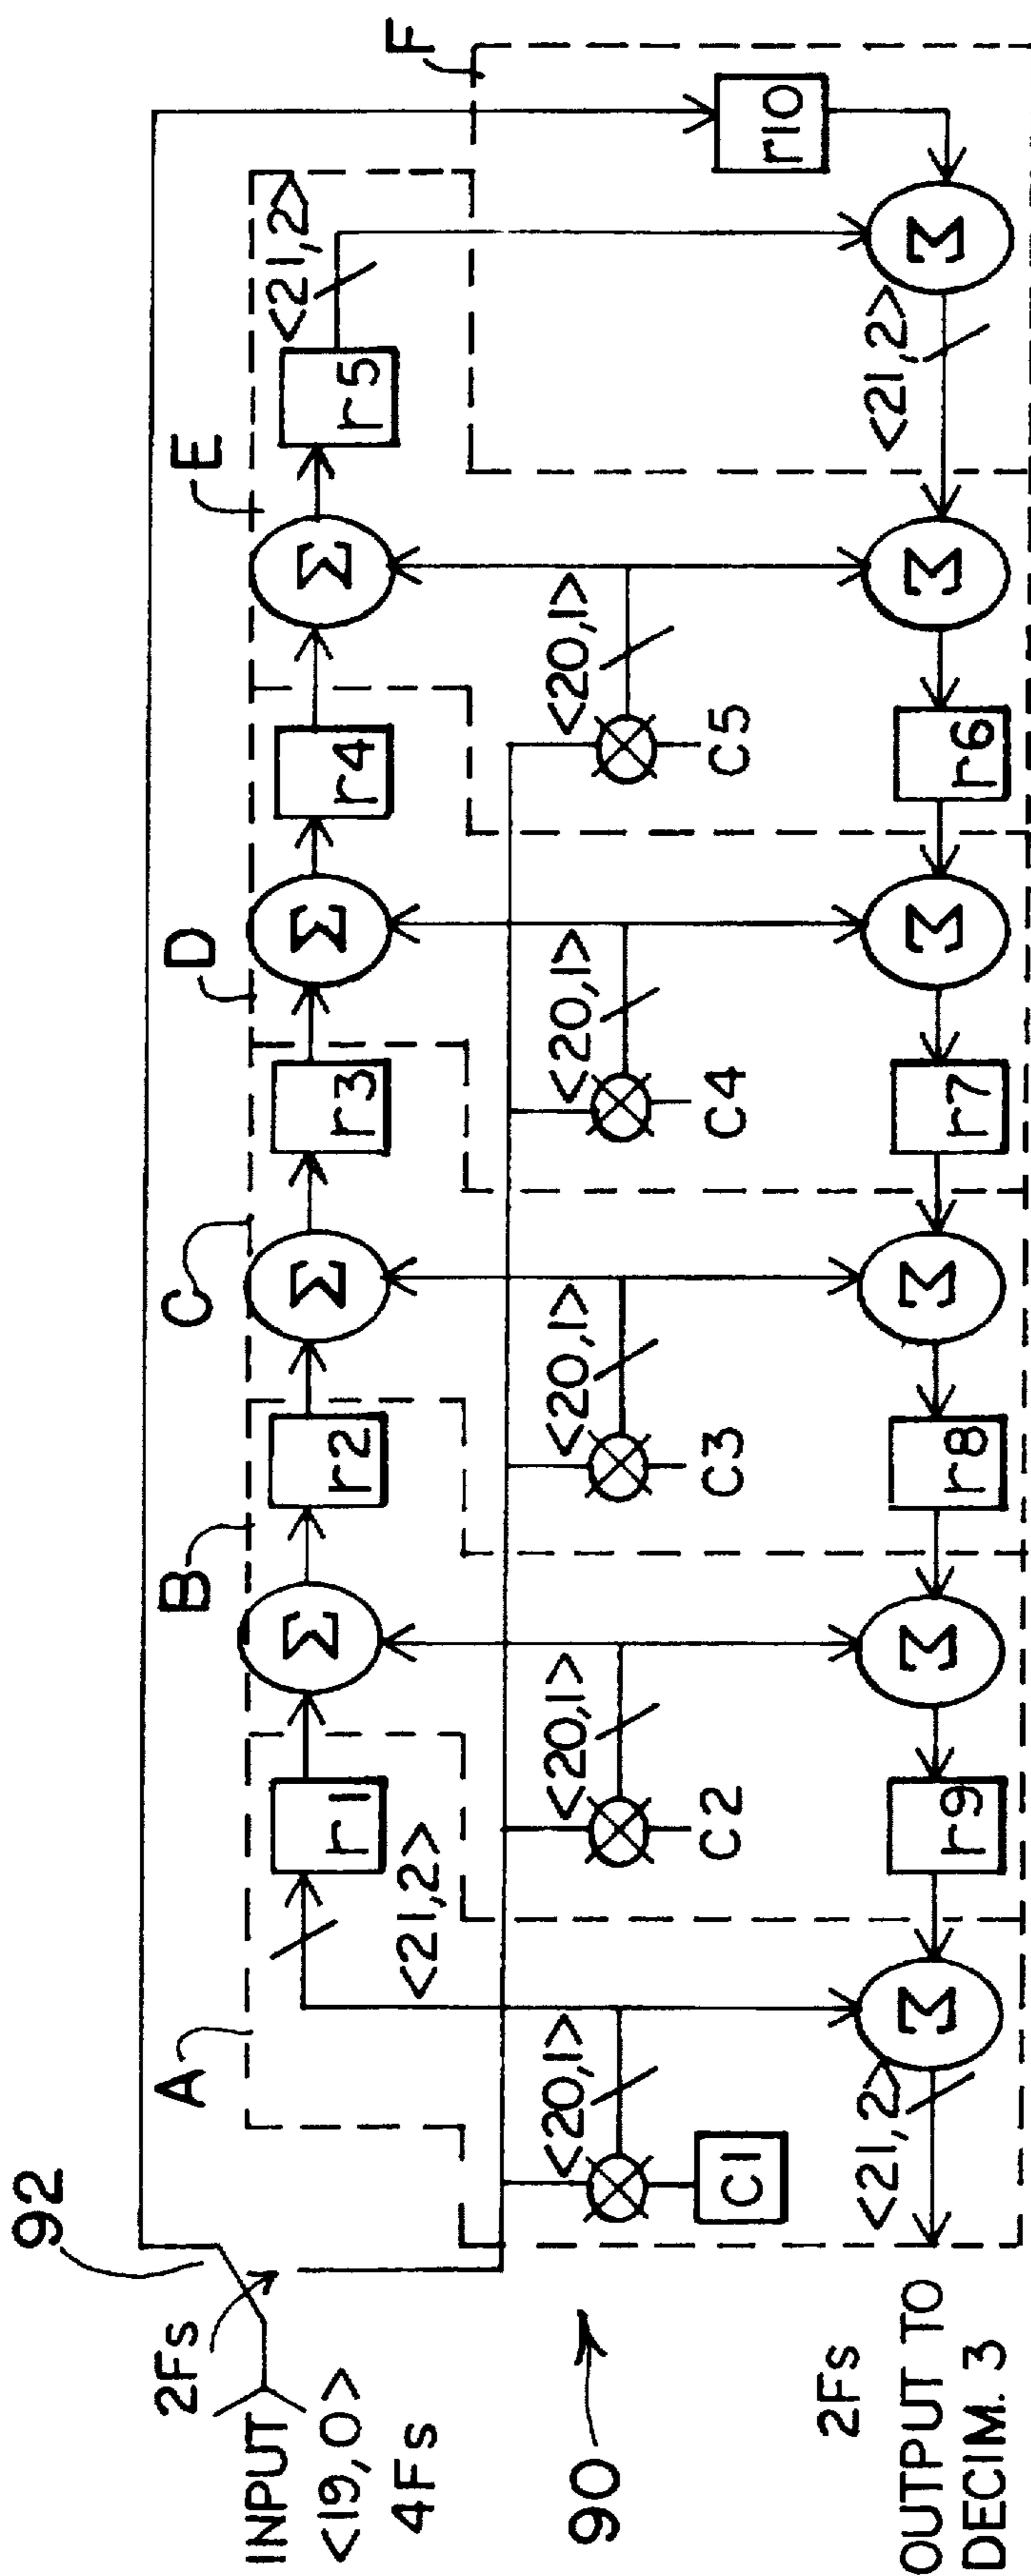 92
2Fs
INPUT
<19,0>
4Fs
90
2Fs
OUTPUT TO
DECIM. 3
A
B
C
D
E
F
r1
Σ
r2
Σ
r3
Σ
r4
Σ
r5
<21,2>
<21,2>
r10
<20,1>
<20,1>
<20,1>
<20,1>
<20,1>
C1
C2
C3
C4
C5
<21,2>
Σ
r9
Σ
r8
Σ
r7
Σ
r6
Σ
<21,2>
Σ